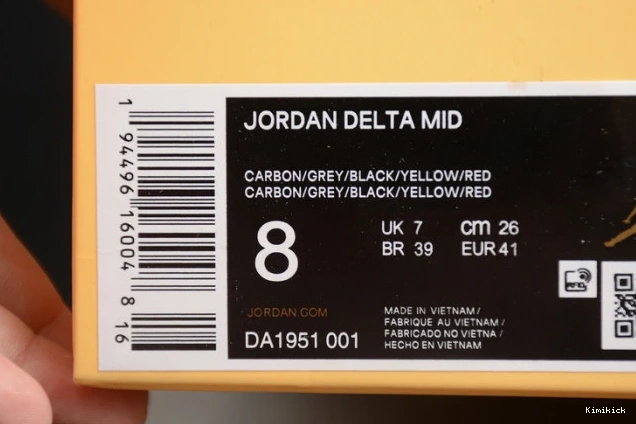 JORDAN DELTA MID
CARBON/GREY/BLACK/YELLOW/RED
CARBON/GREY/BLACK/YELLOW/RED
8
UK 7 cm 26
BR 39 EUR 41
JORDAN.COM
DA1951 001
MADE IN VIETNAM /
FABRIQUE AU VIETNAM /
FABRICADO NO VIETNA /
HECHO EN VIETNAM
1 94496 16004 8 16
RFID
Kimikick